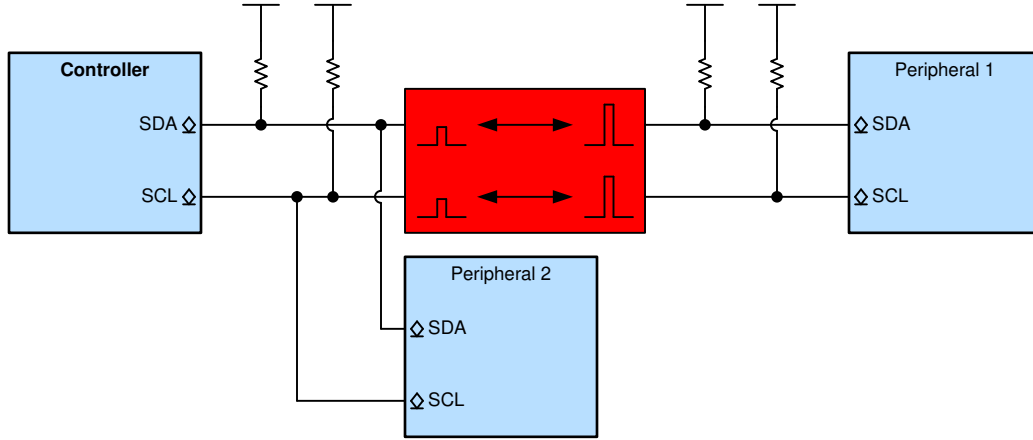 Controller
SDA
SCL
Peripheral 1
SDA
SCL
Peripheral 2
SDA
SCL